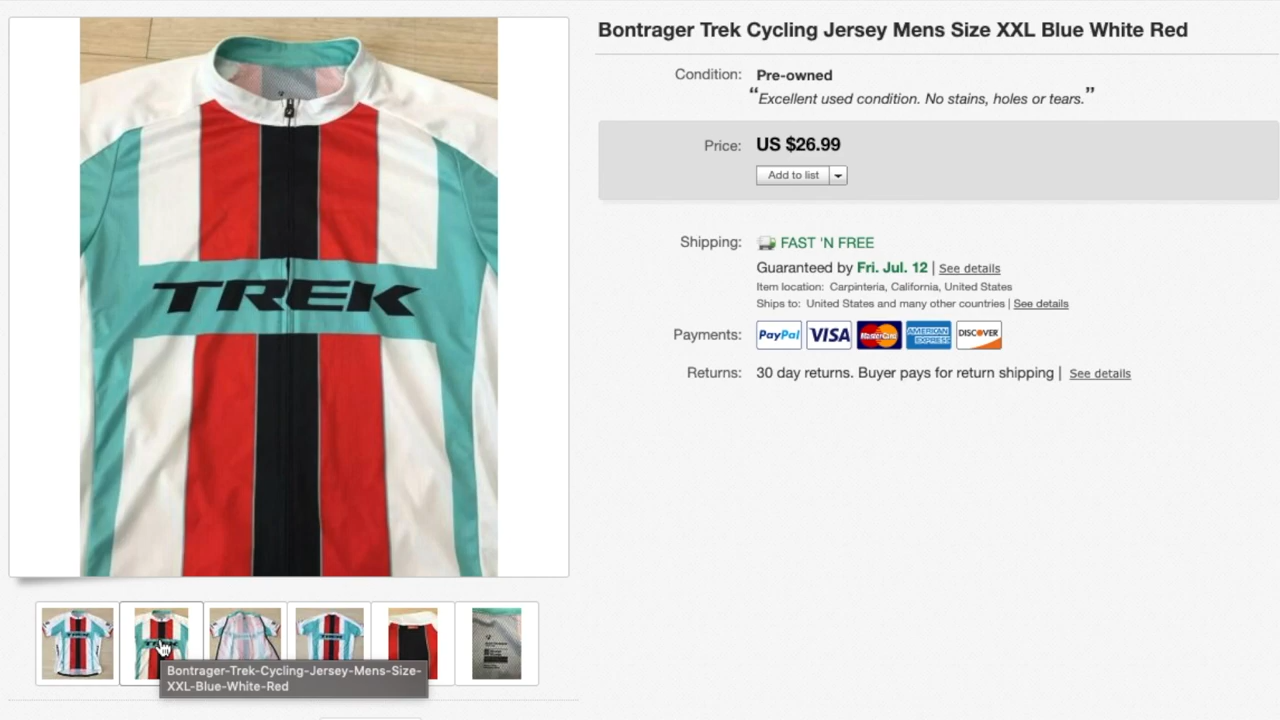 Bontrager Trek Cycling Jersey Mens Size XXL Blue White Red
Condition: Pre-owned
“Excellent used condition. No stains, holes or tears.”
Price: US $26.99
Add to list
Shipping: FAST 'N FREE
Guaranteed by Fri. Jul. 12 | See details
Item location: Carpinteria, California, United States
Ships to: United States and many other countries | See details
Payments: PayPal VISA MasterCard AMERICAN EXPRESS DISCOVER
Returns: 30 day returns. Buyer pays for return shipping | See details
TREK
Bontrager-Trek-Cycling-Jersey-Mens-Size-
XXL-Blue-White-Red